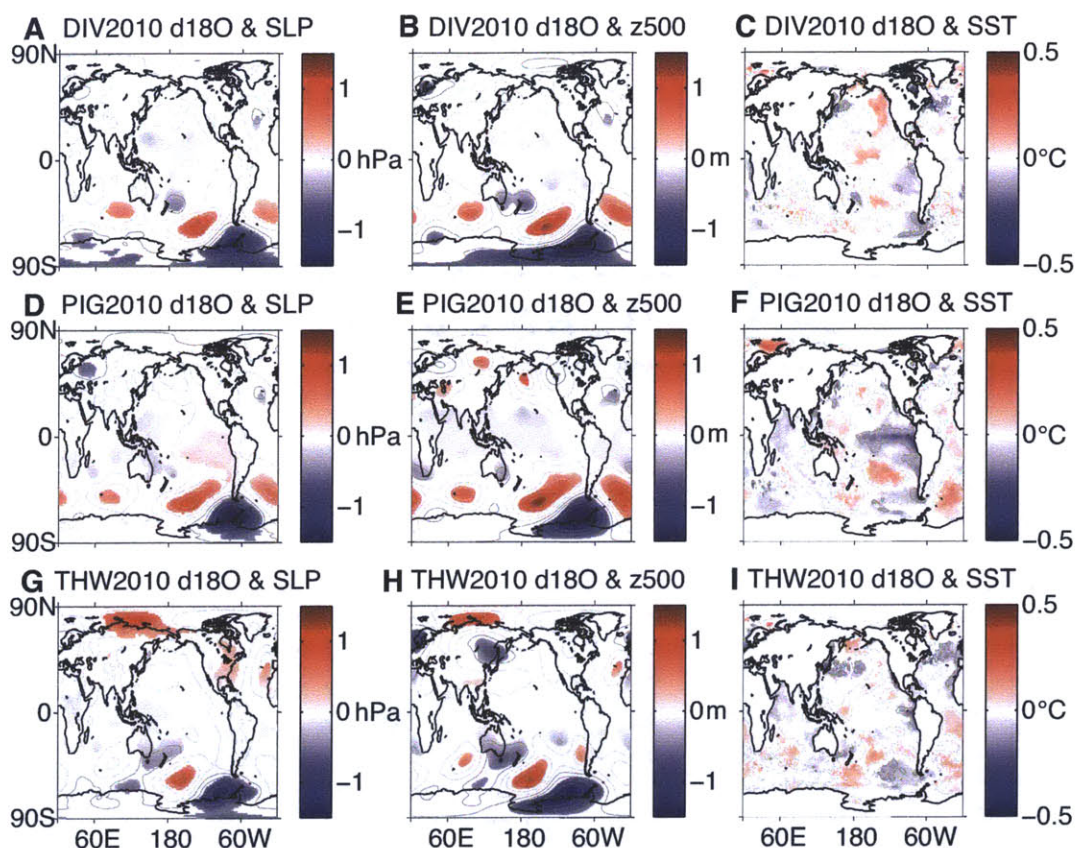 A DIV2010 d18O & SLP
B DIV2010 d18O & z500
C DIV2010 d18O & SST
90N
0
90S
1
0 hPa
−1
1
0 m
−1
0.5
0°C
−0.5
D PIG2010 d18O & SLP
E PIG2010 d18O & z500
F PIG2010 d18O & SST
90N
0
90S
1
0 hPa
−1
1
0 m
−1
0.5
0°C
−0.5
G THW2010 d18O & SLP
H THW2010 d18O & z500
I THW2010 d18O & SST
90N
0
90S
1
0 hPa
−1
1
0 m
−1
0.5
0°C
−0.5
60E 180 60W
60E 180 60W
60E 180 60W